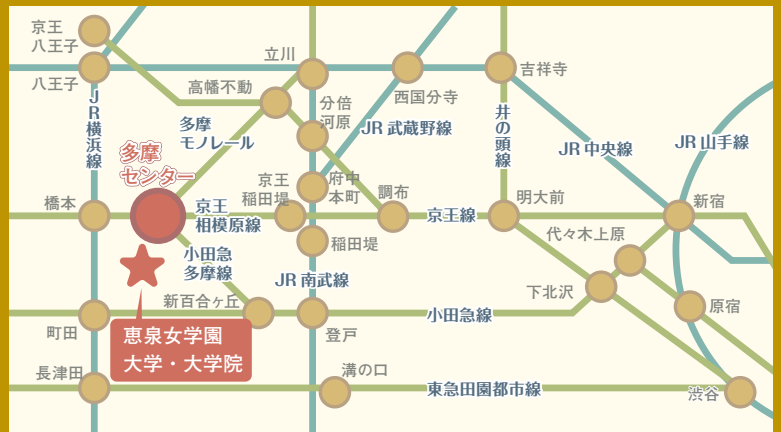 京王
八王子
八王子
立川
吉祥寺
高幡不動
西国分寺
分倍
河原
JR横浜線
多摩
モノレール
JR 武蔵野線
井の頭線
JR 中央線
JR 山手線
多摩
センター
京王
稲田堤
府中
本町
調布
橋本
京王
相模原線
京王線
明大前
新宿
代々木上原
稲田堤
小田急
多摩線
JR 南武線
下北沢
新百合ヶ丘
原宿
小田急線
町田
登戸
恵泉女学園
大学・大学院
長津田
溝の口
東急田園都市線
渋谷